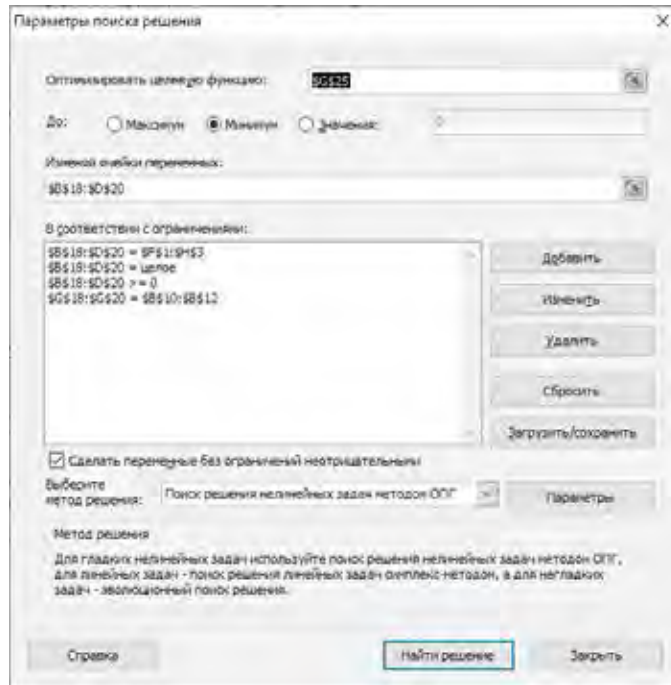 Параметры поиска решения
Оптимизировать целевую функцию: $G$25
До: Максимум Минимум Значения: 0
Изменяя ячейки переменных:
$B$18:$D$20
В соответствии с ограничениями:
$B$18:$D$20 = $F$1:$H$3
$B$18:$D$20 = целое
$B$18:$D$20 >= 0
$G$18:$G$20 = $B$10:$B$12
Добавить
Изменить
Удалить
Сбросить
Загрузить/сохранить
Сделать переменные без ограничений неотрицательными
Выберите
метод решения: Поиск решения нелинейных задач методом ОПГ Параметры
Метод решения
Для гладких нелинейных задач используйте поиск решения нелинейных задач методом ОПГ,
для линейных задач - поиск решения линейных задач симплекс-методом, а для негладких
задач - эволюционный поиск решения.
Справка Найти решение Закрыть